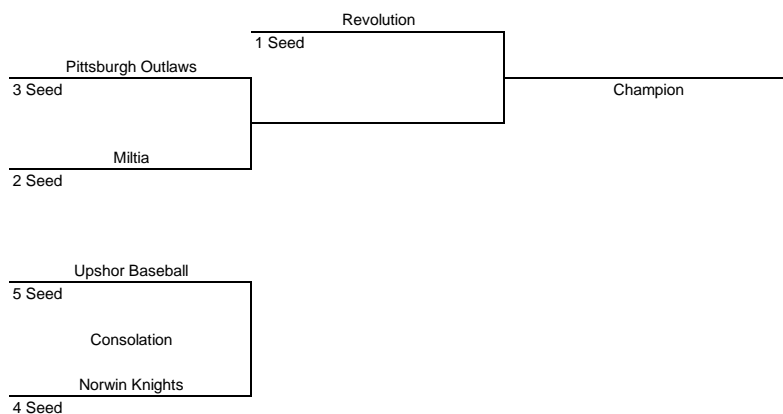 Revolution
1 Seed
Pittsburgh Outlaws
3 Seed
Champion
Miltia
2 Seed
Upshor Baseball
5 Seed
Consolation
Norwin Knights
4 Seed